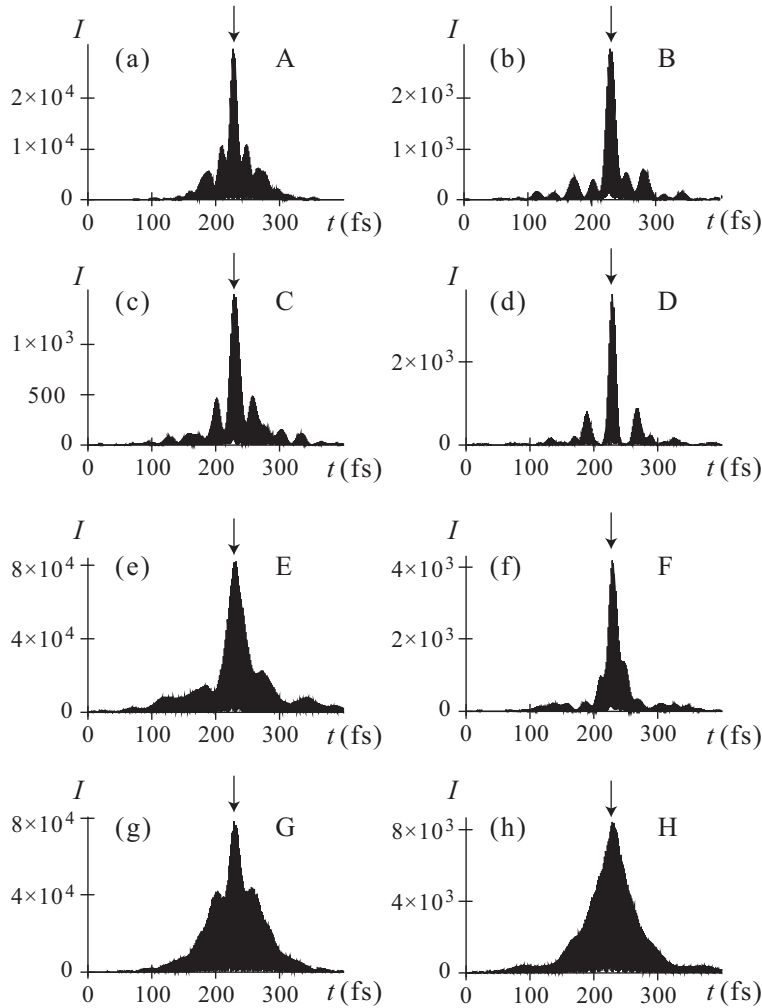 I (a) A
2×10⁴
1×10⁴
0
0 100 200 300 t (fs)
I (b) B
2×10³
1×10³
0
0 100 200 300 t (fs)
I (c) C
1×10³
500
0
0 100 200 300 t (fs)
I (d) D
2×10³
0
0 100 200 300 t (fs)
I (e) E
8×10⁴
4×10⁴
0
0 100 200 300 t (fs)
I (f) F
4×10³
2×10³
0
0 100 200 300 t (fs)
I (g) G
8×10⁴
4×10⁴
0
0 100 200 300 t (fs)
I (h) H
8×10³
4×10³
0
0 100 200 300 t (fs)